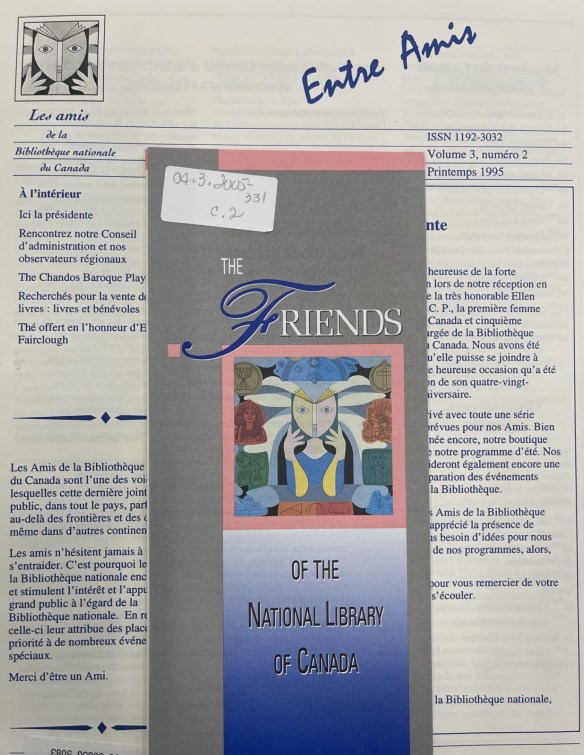 Entre Amis
Les amis
de la
Bibliothèque nationale
du Canada
ISSN 1192-3032
Volume 3, numéro 2
Printemps 1995
À l'intérieur
Ici la présidente
Rencontrez notre Conseil
d'administration et nos
observateurs régionaux
The Chandos Baroque Play
Recherchés pour la vente de
livres : livres et bénévoles
Thé offert en l'honneur d'E
Fairclough
Les Amis de la Bibliothèque
du Canada sont l'une des voi
lesquelles cette dernière joint
public, dans tout le pays, part
au-delà des frontières et des
même dans d'autres continen
Les amis n'hésitent jamais à
s'entraider. C'est pourquoi le
la Bibliothèque nationale enc
et stimulent l'intérêt et l'appu
grand public à l'égard de la
Bibliothèque nationale. En re
celle-ci leur attribue des place
priorité à de nombreux événe
spéciaux.
Merci d'être un Ami.
04.3.2005-
331
c.2
THE
FRIENDS
OF THE
NATIONAL LIBRARY
OF CANADA
nte
heureuse de la forte
n lors de notre réception en
e la très honorable Ellen
C. P., la première femme
Canada et cinquième
argée de la Bibliothèque
u Canada. Nous avons été
u'elle puisse se joindre à
e heureuse occasion qu'a été
on de son quatre-vingt-
niversaire.
rivé avec toute une série
prévues pour nos Amis. Bien
née encore, notre boutique
e notre programme d'été. Nos
ideront également encore une
paration des événements
la Bibliothèque.
s Amis de la Bibliothèque
apprécié la présence de
ns besoin d'idées pour nous
de nos programmes, alors,
pour vous remercier de votre
s'écouler.
la Bibliothèque nationale,